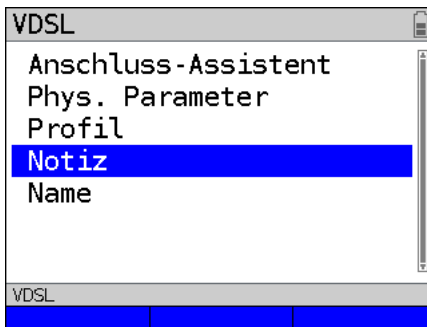 VDSL
Anschluss-Assistent
Phys. Parameter
Profil
Notiz
Name
VDSL